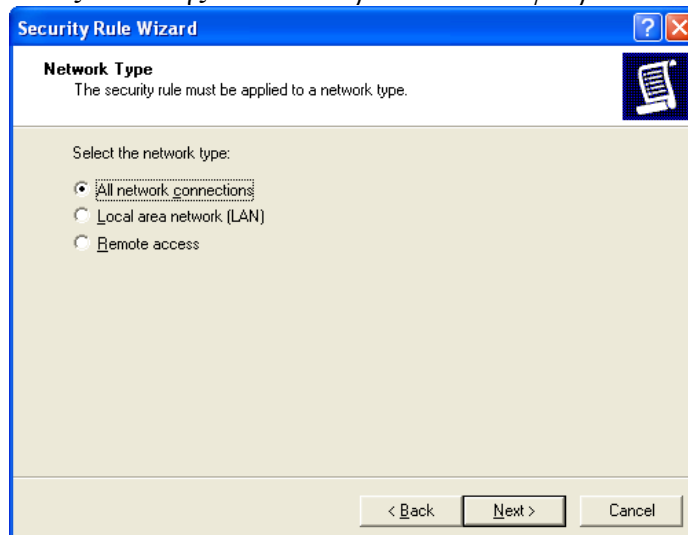 Security Rule Wizard
Network Type
The security rule must be applied to a network type.
Select the network type:
All network connections
Local area network (LAN)
Remote access
< Back
Next >
Cancel